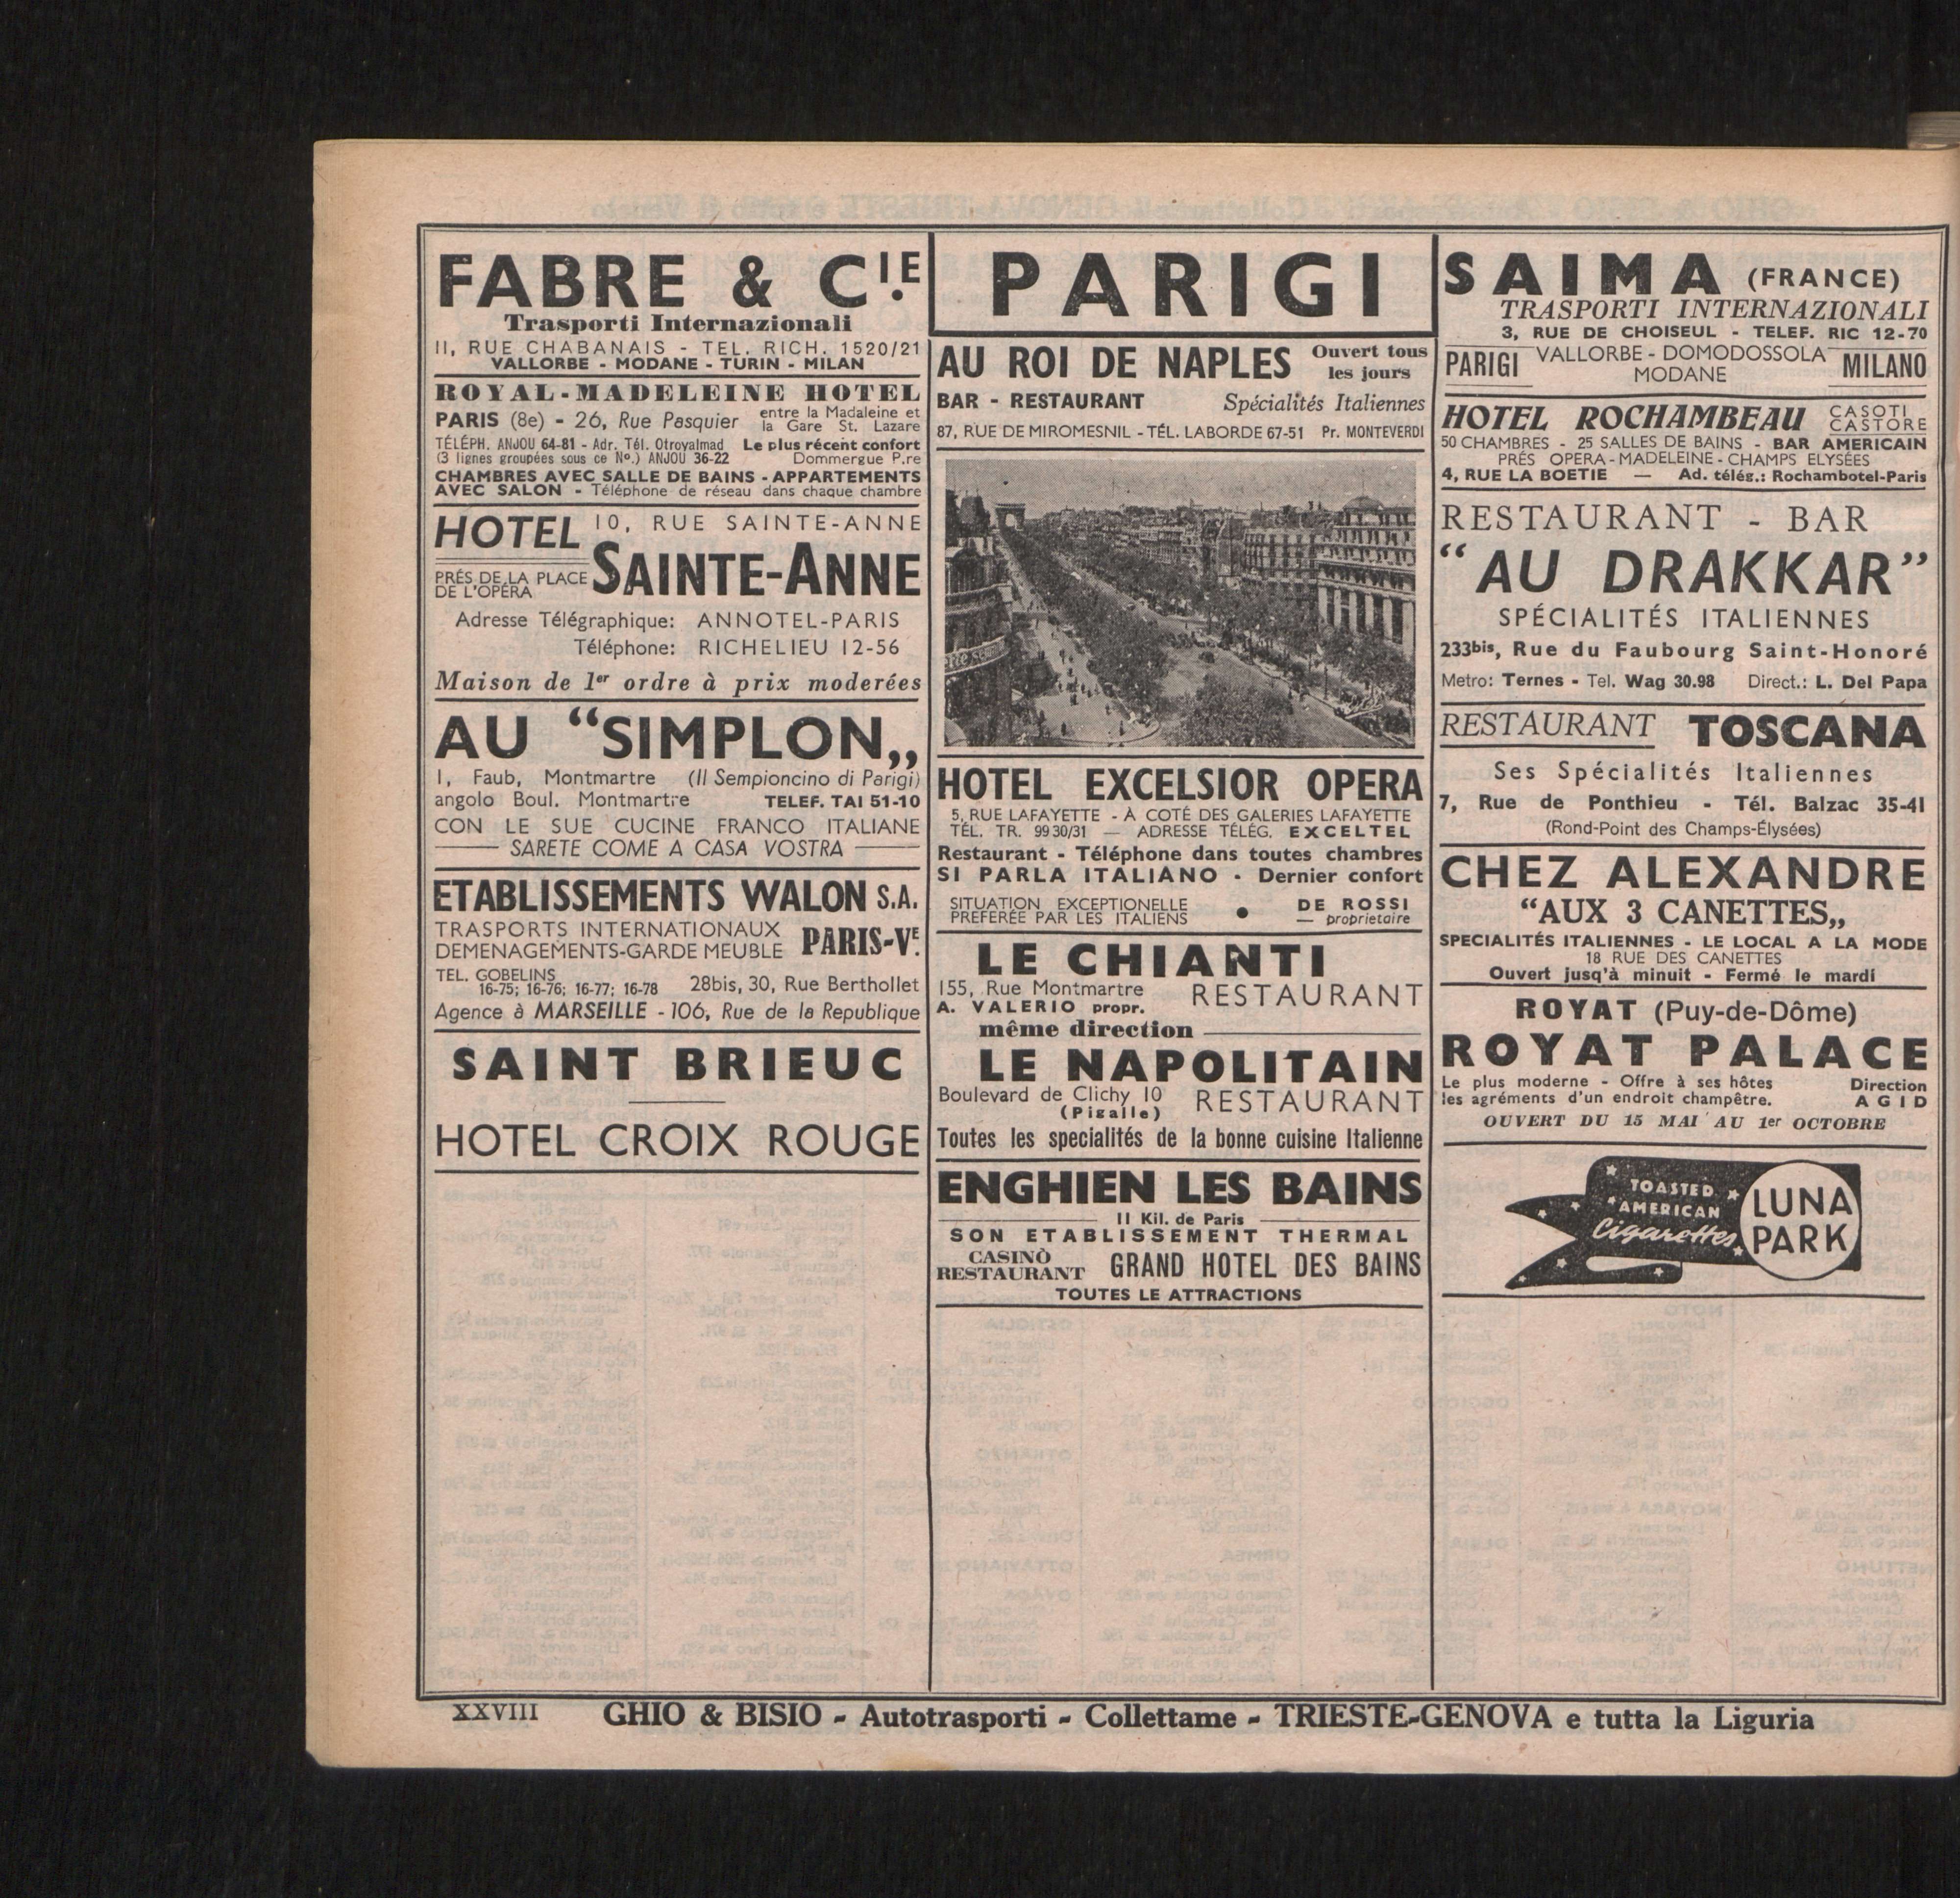 FABRE & C.IE
Trasporti Internazionali
11, RUE CHABANAIS - TEL. RICH. 1520/21
VALLORBE - MODANE - TURIN - MILAN
ROYAL-MADELEINE HOTEL
PARIS (8e) - 26, Rue Pasquier entre la Madaleine et
la Gare St. Lazare
TÉLÉPH. ANJOU 64-81 - Adr. Tél. Otroyalmad Le plus récent confort
(3 lignes groupées sous ce No.) ANJOU 36-22 Dommergue P.re
CHAMBRES AVEC SALLE DE BAINS - APPARTEMENTS
AVEC SALON - Téléphone de réseau dans chaque chambre
HOTEL 10, RUE SAINTE-ANNE
SAINTE-ANNE
PRÉS DE LA PLACE
DE L'OPÉRA
Adresse Télégraphique: ANNOTEL-PARIS
Téléphone: RICHELIEU 12-56
Maison de 1er ordre à prix moderées
AU “SIMPLON„
1, Faub, Montmartre (Il Sempioncino di Parigi)
angolo Boul. Montmartre TELEF. TAI 51-10
CON LE SUE CUCINE FRANCO ITALIANE
SARETE COME A CASA VOSTRA
ETABLISSEMENTS WALON S.A.
TRASPORTS INTERNATIONAUX
DEMENAGEMENTS-GARDE MEUBLE PARIS-VE.
TEL. GOBELINS
16-75; 16-76; 16-77; 16-78 28bis, 30, Rue Berthollet
Agence à MARSEILLE - 106, Rue de la Republique
SAINT BRIEUC
HOTEL CROIX ROUGE
PARIGI
AU ROI DE NAPLES Ouvert tous
les jours
BAR - RESTAURANT Spécialités Italiennes
87, RUE DE MIROMESNIL - TÉL. LABORDE 67-51 Pr. MONTEVERDI
HOTEL EXCELSIOR OPERA
5, RUE LAFAYETTE - À COTÉ DES GALERIES LAFAYETTE
TÉL. TR. 99 30/31 — ADRESSE TÉLÉG. EXCELTEL
Restaurant - Téléphone dans toutes chambres
SI PARLA ITALIANO - Dernier confort
SITUATION EXCEPTIONELLE
PREFERÉE PAR LES ITALIENS • DE ROSSI
— proprietaire
LE CHIANTI
155, Rue Montmartre RESTAURANT
A. VALERIO propr.
même direction
LE NAPOLITAIN
Boulevard de Clichy 10 RESTAURANT
(Pigalle)
Toutes les specialités de la bonne cuisine Italienne
ENGHIEN LES BAINS
11 Kil. de Paris
SON ETABLISSEMENT THERMAL
CASINÒ
RESTAURANT GRAND HOTEL DES BAINS
TOUTES LE ATTRACTIONS
SAIMA (FRANCE)
TRASPORTI INTERNAZIONALI
3, RUE DE CHOISEUL - TELEF. RIC 12-70
PARIGI VALLORBE - DOMODOSSOLA
MODANE MILANO
HOTEL ROCHAMBEAU CASOTI
CASTORE
50 CHAMBRES - 25 SALLES DE BAINS - BAR AMERICAIN
PRÉS OPERA - MADELEINE - CHAMPS ELYSÉES
4, RUE LA BOETIE — Ad. télég.: Rochambotel-Paris
RESTAURANT - BAR
“AU DRAKKAR”
SPÉCIALITÉS ITALIENNES
233bis, Rue du Faubourg Saint-Honoré
Metro: Ternes - Tel. Wag 30.98 Direct.: L. Del Papa
RESTAURANT TOSCANA
Ses Spécialités Italiennes
7, Rue de Ponthieu - Tél. Balzac 35-41
(Rond-Point des Champs-Élysées)
CHEZ ALEXANDRE
“AUX 3 CANETTES„
SPECIALITÉS ITALIENNES - LE LOCAL A LA MODE
18 RUE DES CANETTES
Ouvert jusq'à minuit - Fermé le mardi
ROYAT (Puy-de-Dôme)
ROYAT PALACE
Le plus moderne - Offre à ses hôtes Direction
les agréments d'un endroit champêtre. AGID
OUVERT DU 15 MAI AU 1er OCTOBRE
TOASTED
AMERICAN
Cigarettes
LUNA
PARK
XXVIII GHIO & BISIO - Autotrasporti - Collettame - TRIESTE-GENOVA e tutta la Liguria